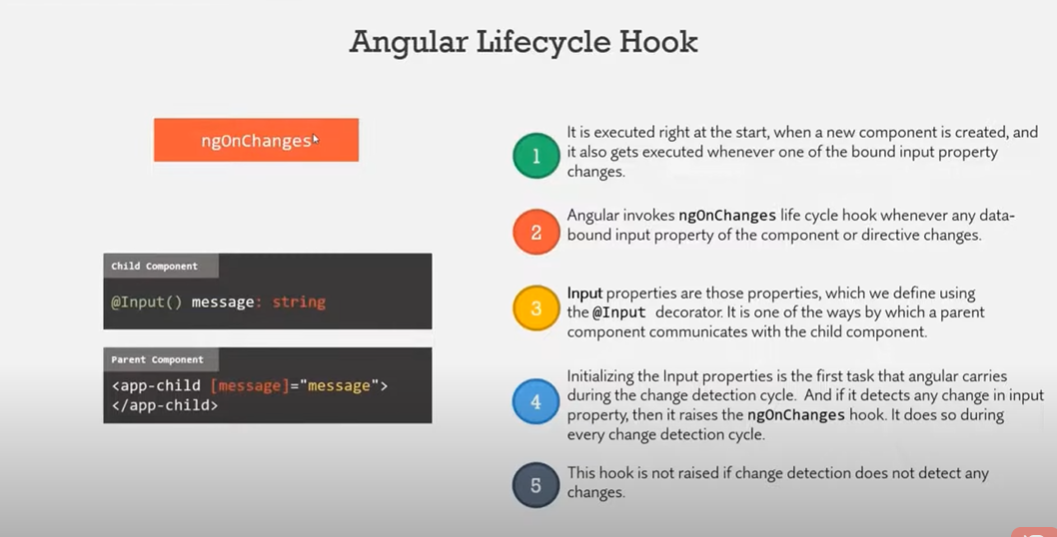 Angular Lifecycle Hook
ngOnChanges
Child Component
@Input() message: string
Parent Component
<app-child [message]="message">
</app-child>
1
It is executed right at the start, when a new component is created, and
it also gets executed whenever one of the bound input property
changes.
2
Angular invokes ngOnChanges life cycle hook whenever any data-
bound input property of the component or directive changes.
3
Input properties are those properties, which we define using
the @Input decorator. It is one of the ways by which a parent
component communicates with the child component.
4
Initializing the Input properties is the first task that angular carries
during the change detection cycle. And if it detects any change in input
property, then it raises the ngOnChanges hook. It does so during
every change detection cycle.
5
This hook is not raised if change detection does not detect any
changes.